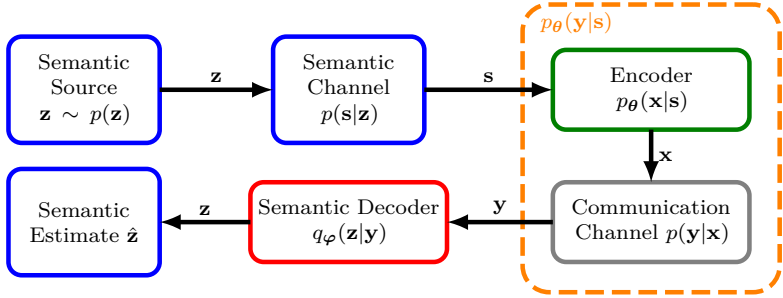 p_θ(y|s)
Semantic
Source
z ∼ p(z)
z
Semantic
Channel
p(s|z)
s
Encoder
p_θ(x|s)
x
Semantic
Estimate ẑ
z
Semantic Decoder
q_φ(z|y)
y
Communication
Channel p(y|x)